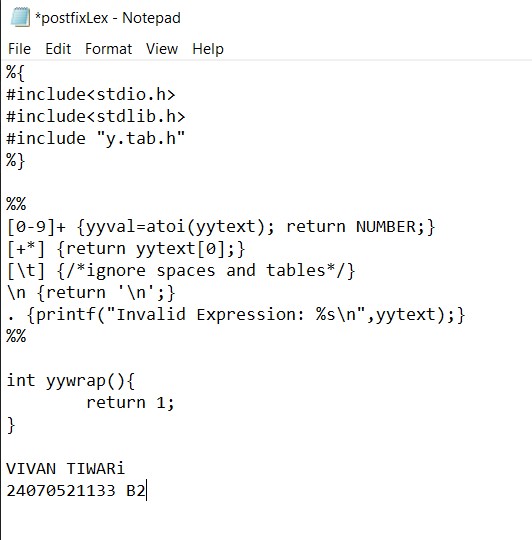 *postfixLex - Notepad
File Edit Format View Help
%{
#include<stdio.h>
#include<stdlib.h>
#include "y.tab.h"
%}
%%
[0-9]+ {yyval=atoi(yytext); return NUMBER;}
[+*] {return yytext[0];}
[\t] {/*ignore spaces and tables*/}
\n {return '\n';}
. {printf("Invalid Expression: %s\n",yytext);}
%%
int yywrap(){
return 1;
}
VIVAN TIWARi
24070521133 B2